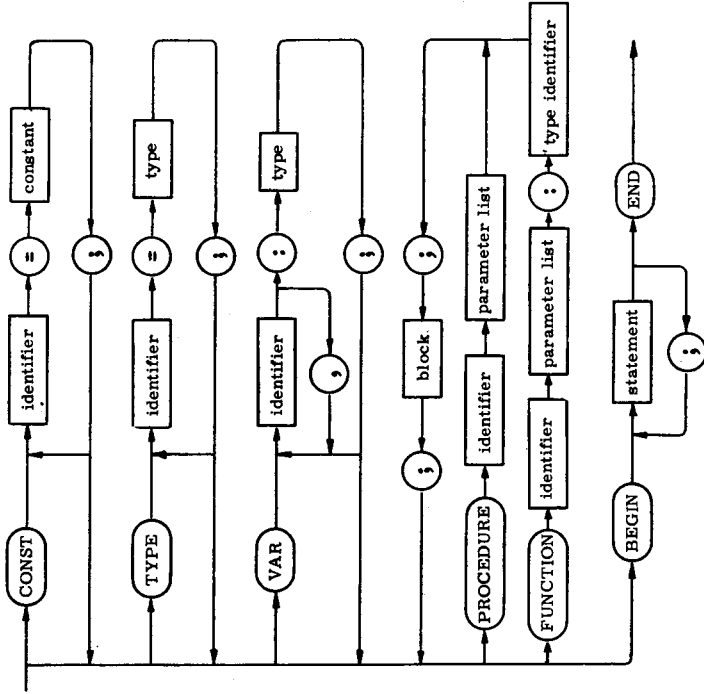 CONST identifier = constant
;
TYPE identifier = type
;
VAR identifier : type
,
;
; block ;
PROCEDURE identifier parameter list
FUNCTION identifier parameter list : type identifier
BEGIN statement END
;